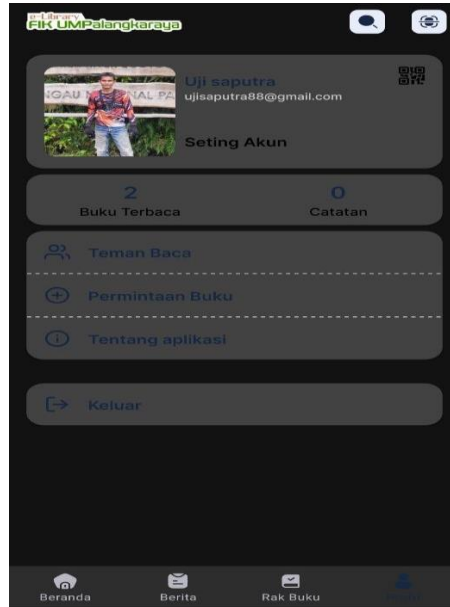 e-Library
FIK UMPalangkaraya
Uji saputra
ujisaputra88@gmail.com
Seting Akun
2
Buku Terbaca
0
Catatan
Teman Baca
Permintaan Buku
Tentang aplikasi
Keluar
Beranda
Berita
Rak Buku